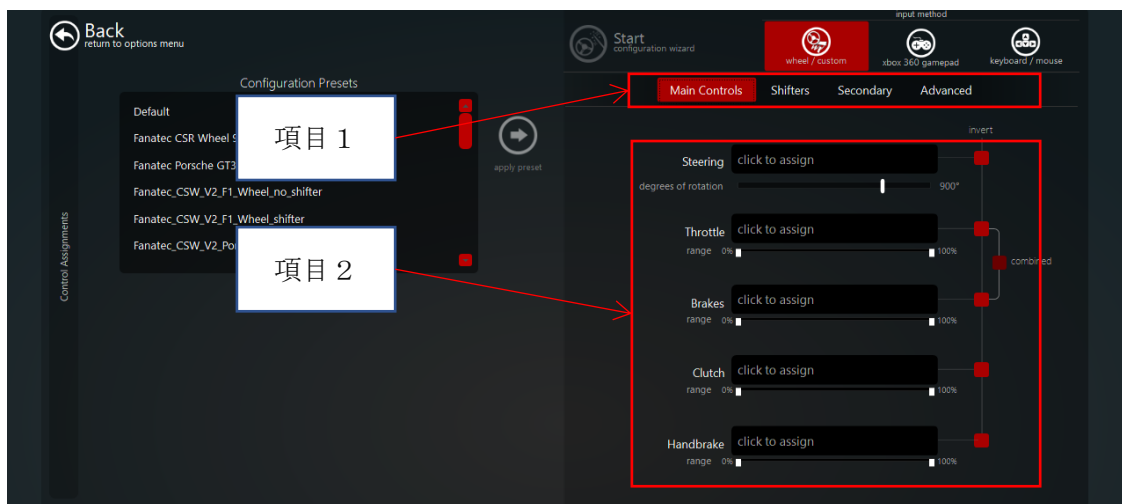 Back
return to options menu
Configuration Presets
Default
Fanatec CSR Wheel
Fanatec Porsche GT3
Fanatec_CSW_V2_F1_Wheel_no_shifter
Fanatec_CSW_V2_F1_Wheel_shifter
Fanatec_CSW_V2_Po
項目１
項目２
apply preset
Control Assignments
input method
Start
configuration wizard
wheel / custom
xbox 360 gamepad
keyboard / mouse
Main Controls Shifters Secondary Advanced
invert
Steering click to assign
degrees of rotation 900°
Throttle click to assign
range 0% 100%
combined
Brakes click to assign
range 0% 100%
Clutch click to assign
range 0% 100%
Handbrake click to assign
range 0% 100%